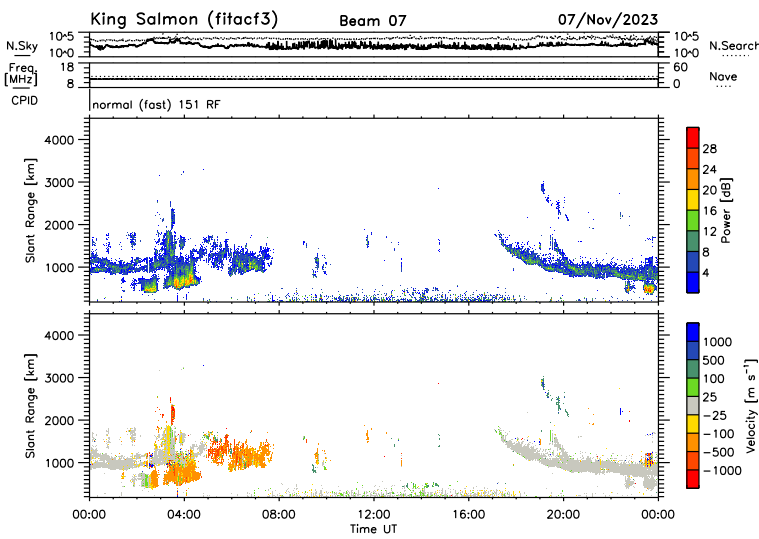 King Salmon (fitacf3) Beam 07 07/Nov/2023
N.Sky 10^5 10^0 10^5 10^0 N.Search
Freq. [MHz] 18 8 60 0 Nave
CPID normal (fast) 151 RF
Slant Range [km] 4000 3000 2000 1000
28 24 20 16 12 8 4 Power [dB]
Slant Range [km] 4000 3000 2000 1000
1000 500 100 25 -25 -100 -500 -1000 Velocity [m s⁻¹]
00:00 04:00 08:00 12:00 16:00 20:00 00:00
Time UT